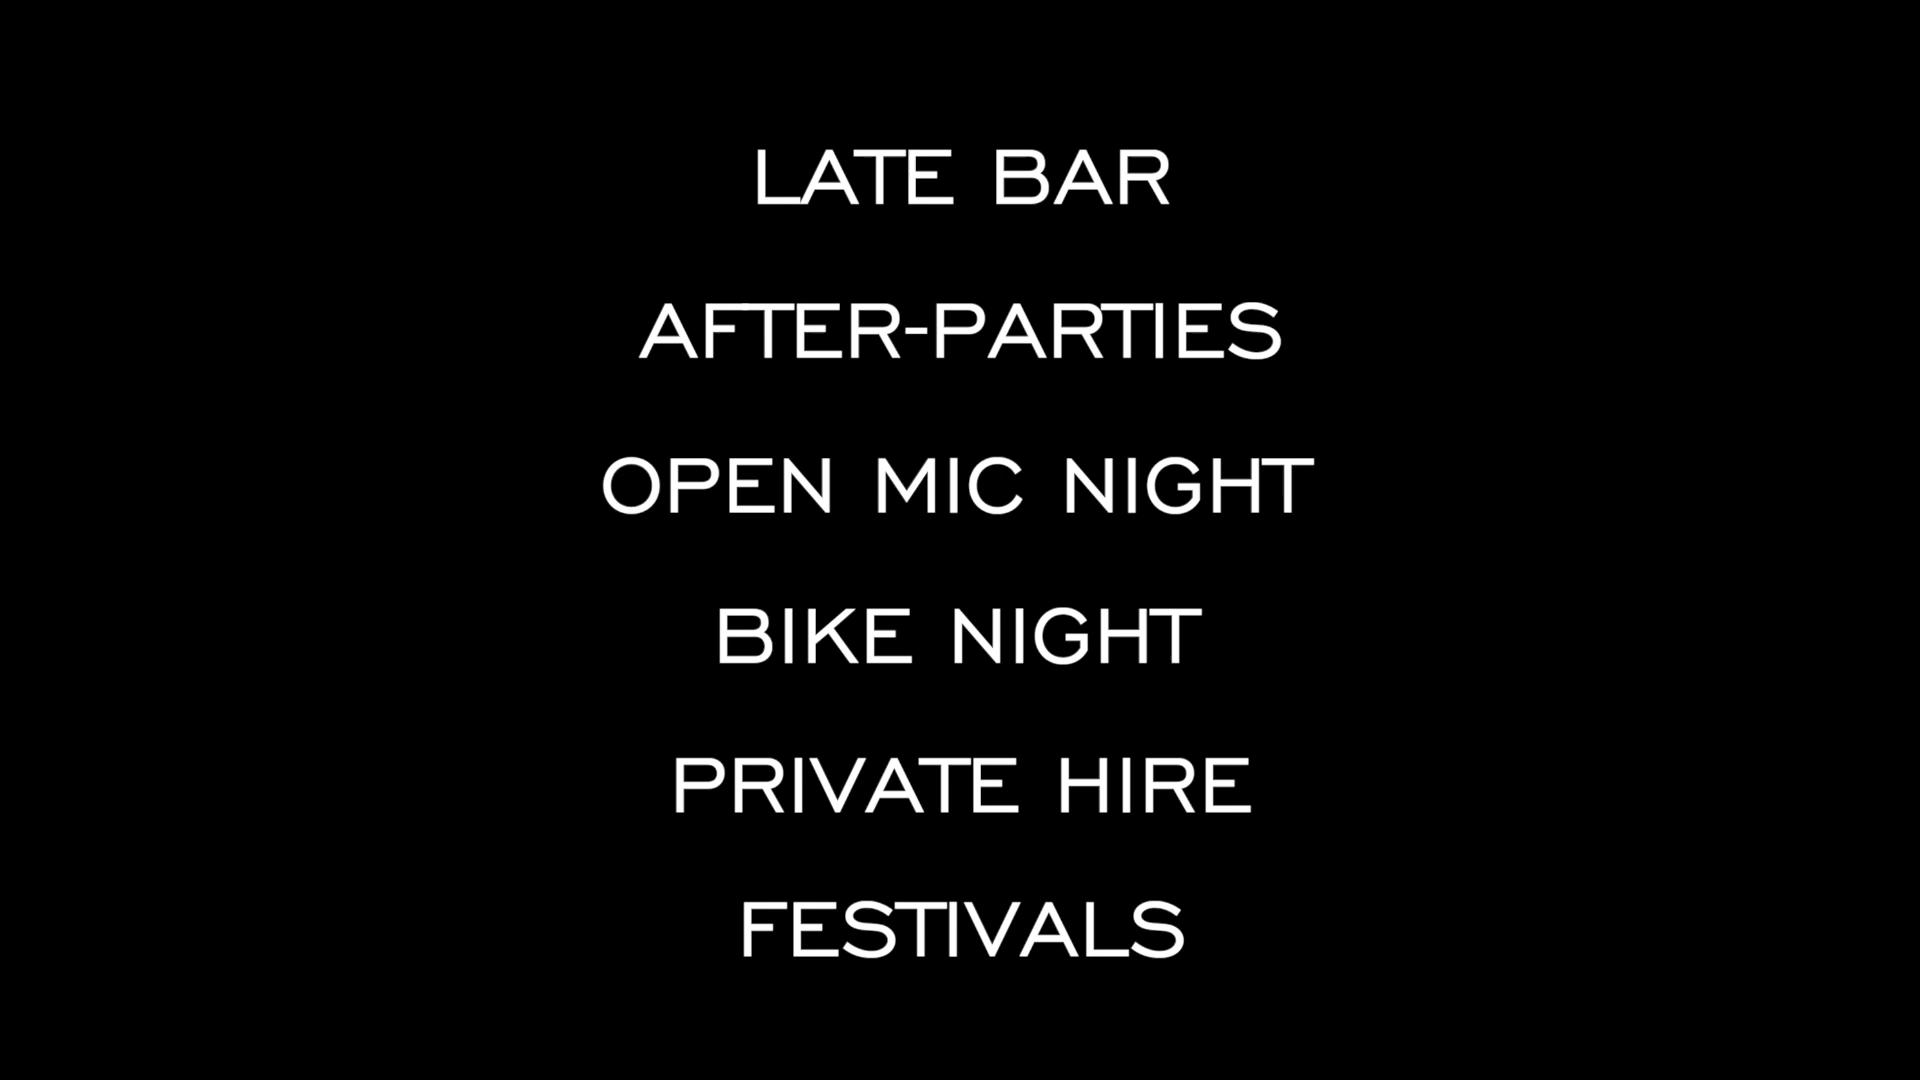 LATE BAR
AFTER-PARTIES
OPEN MIC NIGHT
BIKE NIGHT
PRIVATE HIRE
FESTIVALS